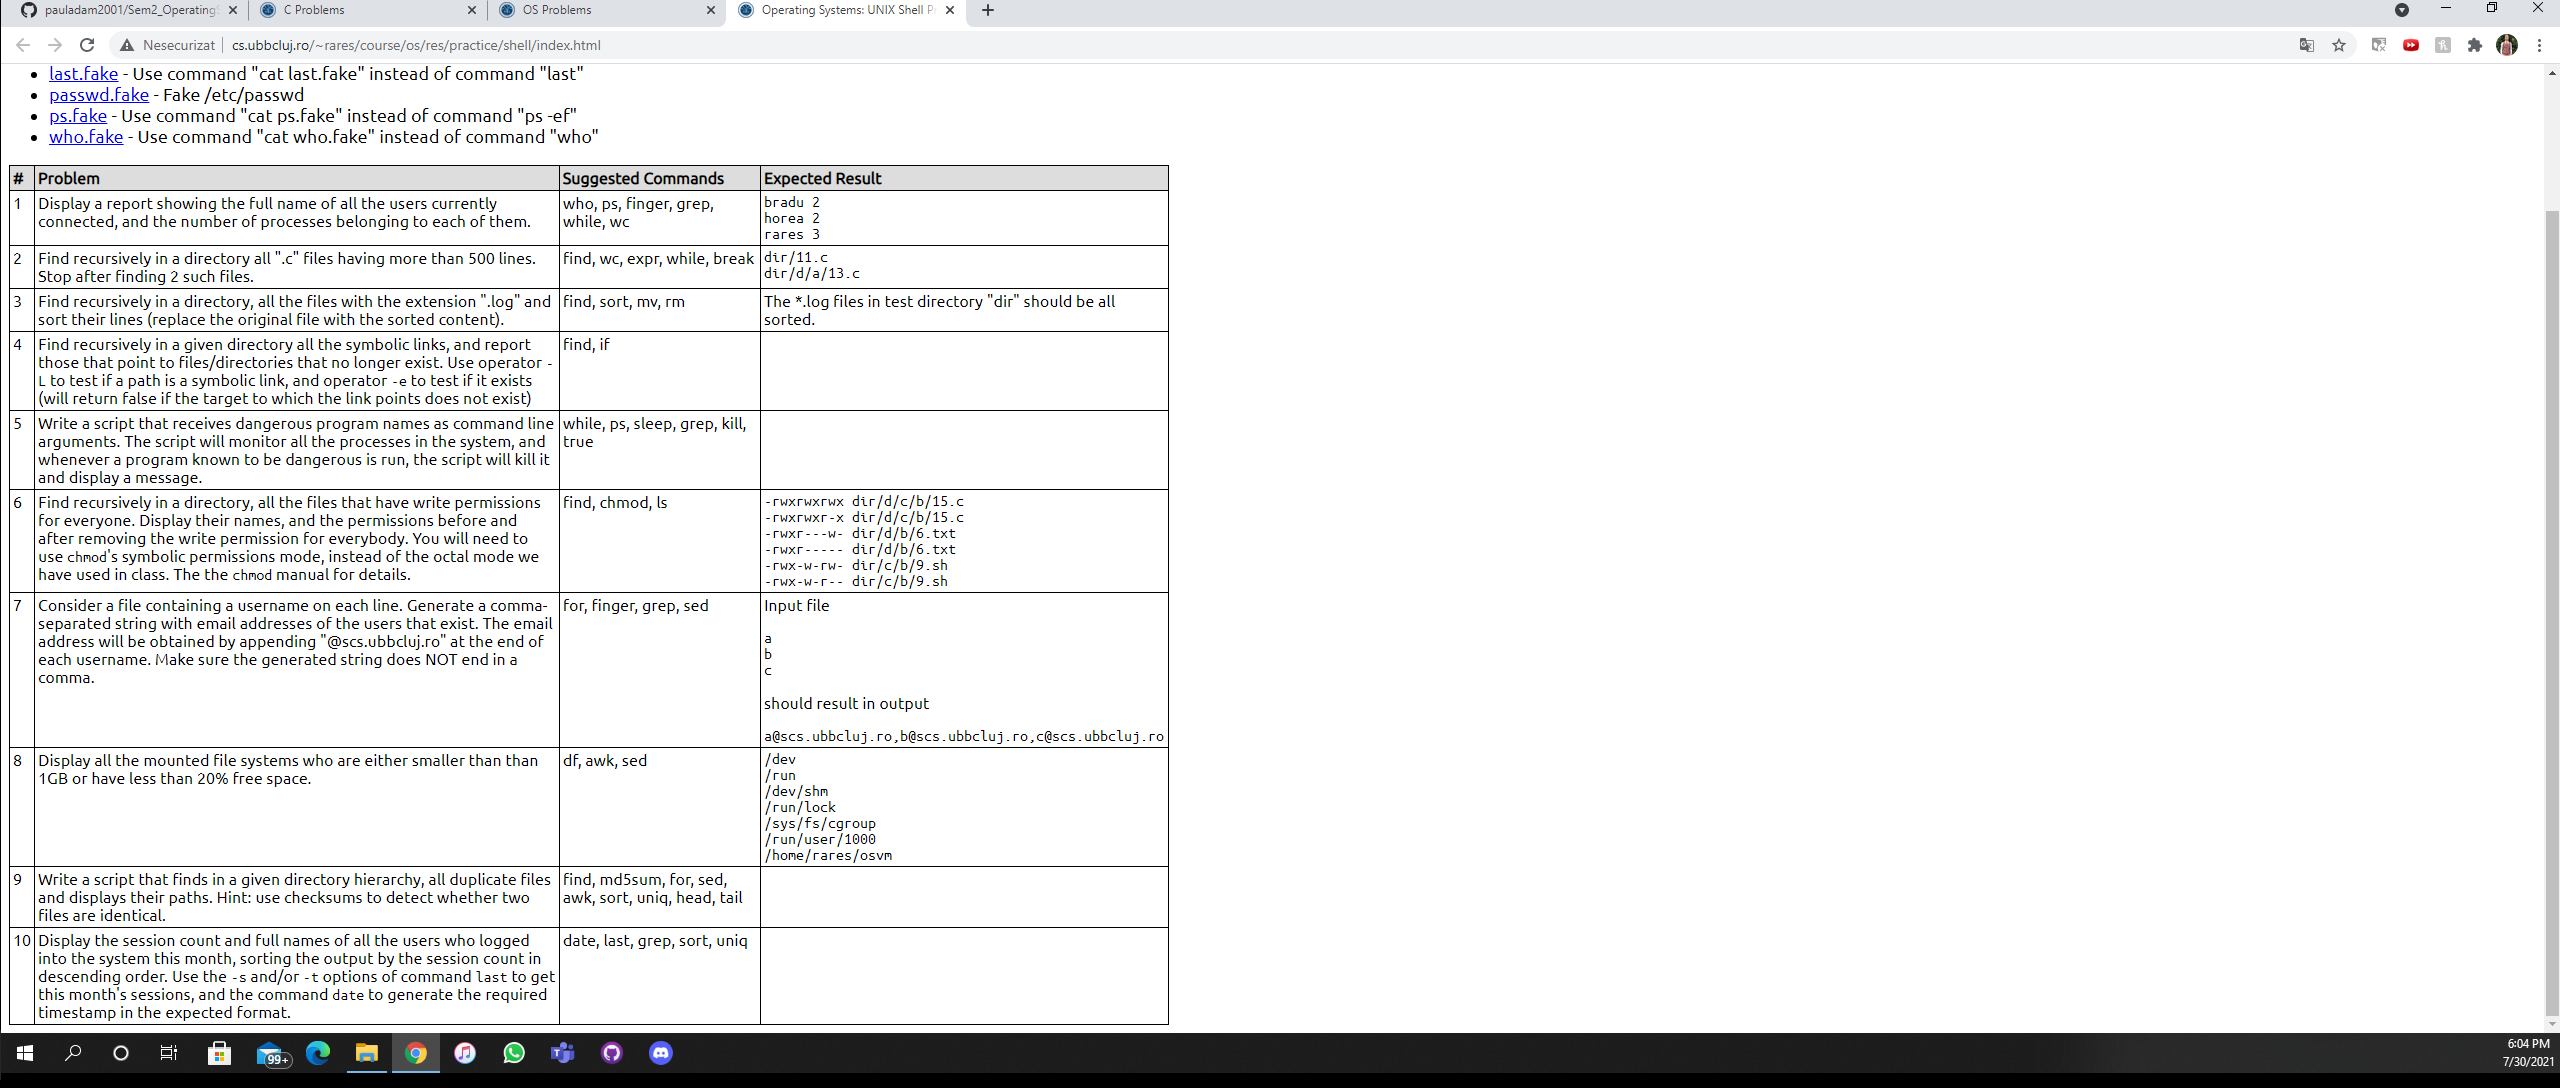 pauladam2001/Sem2_Operating
C Problems
OS Problems
Operating Systems: UNIX Shell P
Nesecurizat | cs.ubbcluj.ro/~rares/course/os/res/practice/shell/index.html
• last.fake - Use command "cat last.fake" instead of command "last"
• passwd.fake - Fake /etc/passwd
• ps.fake - Use command "cat ps.fake" instead of command "ps -ef"
• who.fake - Use command "cat who.fake" instead of command "who"
# Problem Suggested Commands Expected Result
1
Display a report showing the full name of all the users currently
connected, and the number of processes belonging to each of them.
who, ps, finger, grep,
while, wc
bradu 2
horea 2
rares 3
2
Find recursively in a directory all ".c" files having more than 500 lines.
Stop after finding 2 such files.
find, wc, expr, while, break
dir/11.c
dir/d/a/13.c
3
Find recursively in a directory, all the files with the extension ".log" and
sort their lines (replace the original file with the sorted content).
find, sort, mv, rm
The *.log files in test directory "dir" should be all
sorted.
4
Find recursively in a given directory all the symbolic links, and report
those that point to files/directories that no longer exist. Use operator -
L to test if a path is a symbolic link, and operator -e to test if it exists
(will return false if the target to which the link points does not exist)
find, if
5
Write a script that receives dangerous program names as command line
arguments. The script will monitor all the processes in the system, and
whenever a program known to be dangerous is run, the script will kill it
and display a message.
while, ps, sleep, grep, kill,
true
6
Find recursively in a directory, all the files that have write permissions
for everyone. Display their names, and the permissions before and
after removing the write permission for everybody. You will need to
use chmod's symbolic permissions mode, instead of the octal mode we
have used in class. The the chmod manual for details.
find, chmod, ls
-rwxrwxrwx dir/d/c/b/15.c
-rwxrwxr-x dir/d/c/b/15.c
-rwxr---w- dir/d/b/6.txt
-rwxr----- dir/d/b/6.txt
-rwx-w-rw- dir/c/b/9.sh
-rwx-w-r-- dir/c/b/9.sh
7
Consider a file containing a username on each line. Generate a comma-
separated string with email addresses of the users that exist. The email
address will be obtained by appending "@scs.ubbcluj.ro" at the end of
each username. Make sure the generated string does NOT end in a
comma.
for, finger, grep, sed
Input file
a
b
c
should result in output
a@scs.ubbcluj.ro,b@scs.ubbcluj.ro,c@scs.ubbcluj.ro
8
Display all the mounted file systems who are either smaller than than
1GB or have less than 20% free space.
df, awk, sed
/dev
/run
/dev/shm
/run/lock
/sys/fs/cgroup
/run/user/1000
/home/rares/osvm
9
Write a script that finds in a given directory hierarchy, all duplicate files
and displays their paths. Hint: use checksums to detect whether two
files are identical.
find, md5sum, for, sed,
awk, sort, uniq, head, tail
10
Display the session count and full names of all the users who logged
into the system this month, sorting the output by the session count in
descending order. Use the -s and/or -t options of command last to get
this month's sessions, and the command date to generate the required
timestamp in the expected format.
date, last, grep, sort, uniq
99+
6:04 PM
7/30/2021